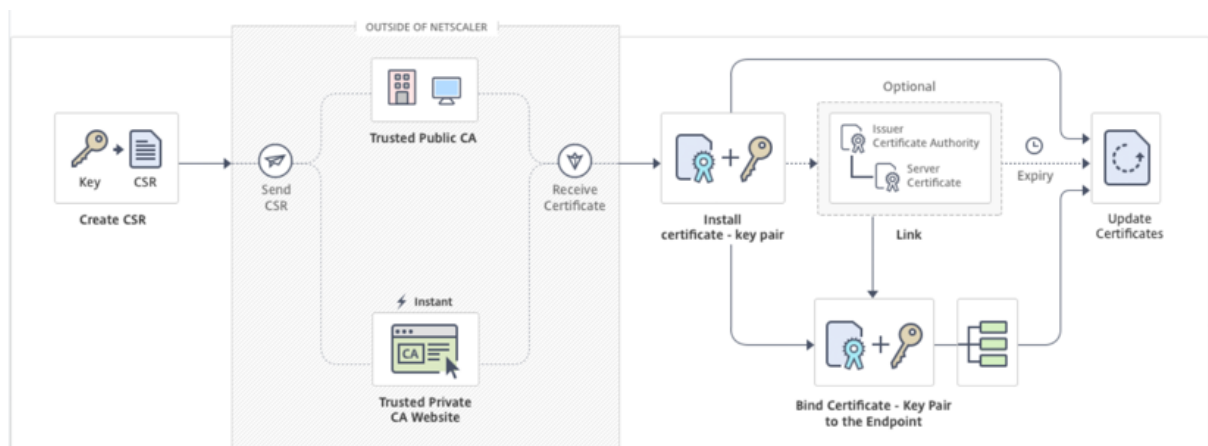 OUTSIDE OF NETSCALER
Key
CSR
Create CSR
Send
CSR
Trusted Public CA
Instant
CA
Trusted Private
CA Website
Receive
Certificate
Install
certificate - key pair
Optional
Issuer
Certificate Authority
Server
Certificate
Link
Expiry
Update
Certificates
Bind Certificate - Key Pair
to the Endpoint